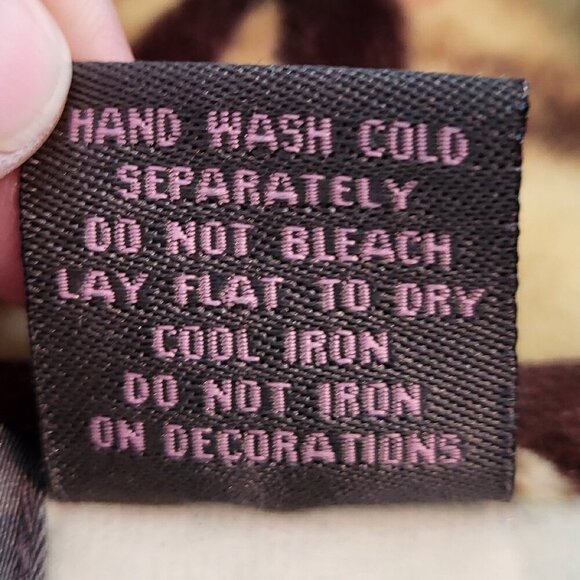 HAND WASH COLD
SEPARATELY
DO NOT BLEACH
LAY FLAT TO DRY
COOL IRON
DO NOT IRON
ON DECORATIONS